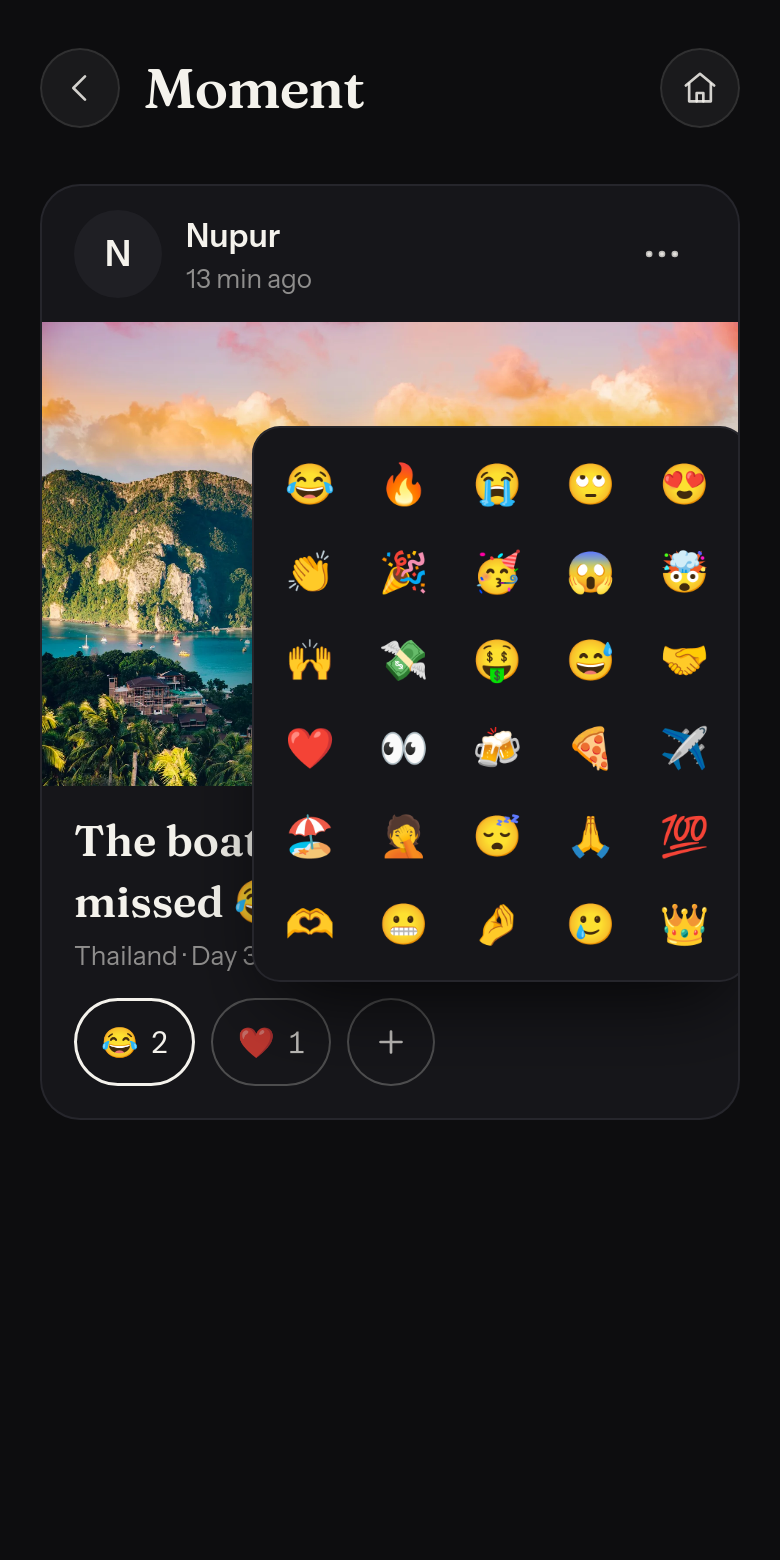 Moment
N
Nupur
13 min ago
The boat
missed 😂
Thailand · Day 3
😂 2
❤️ 1